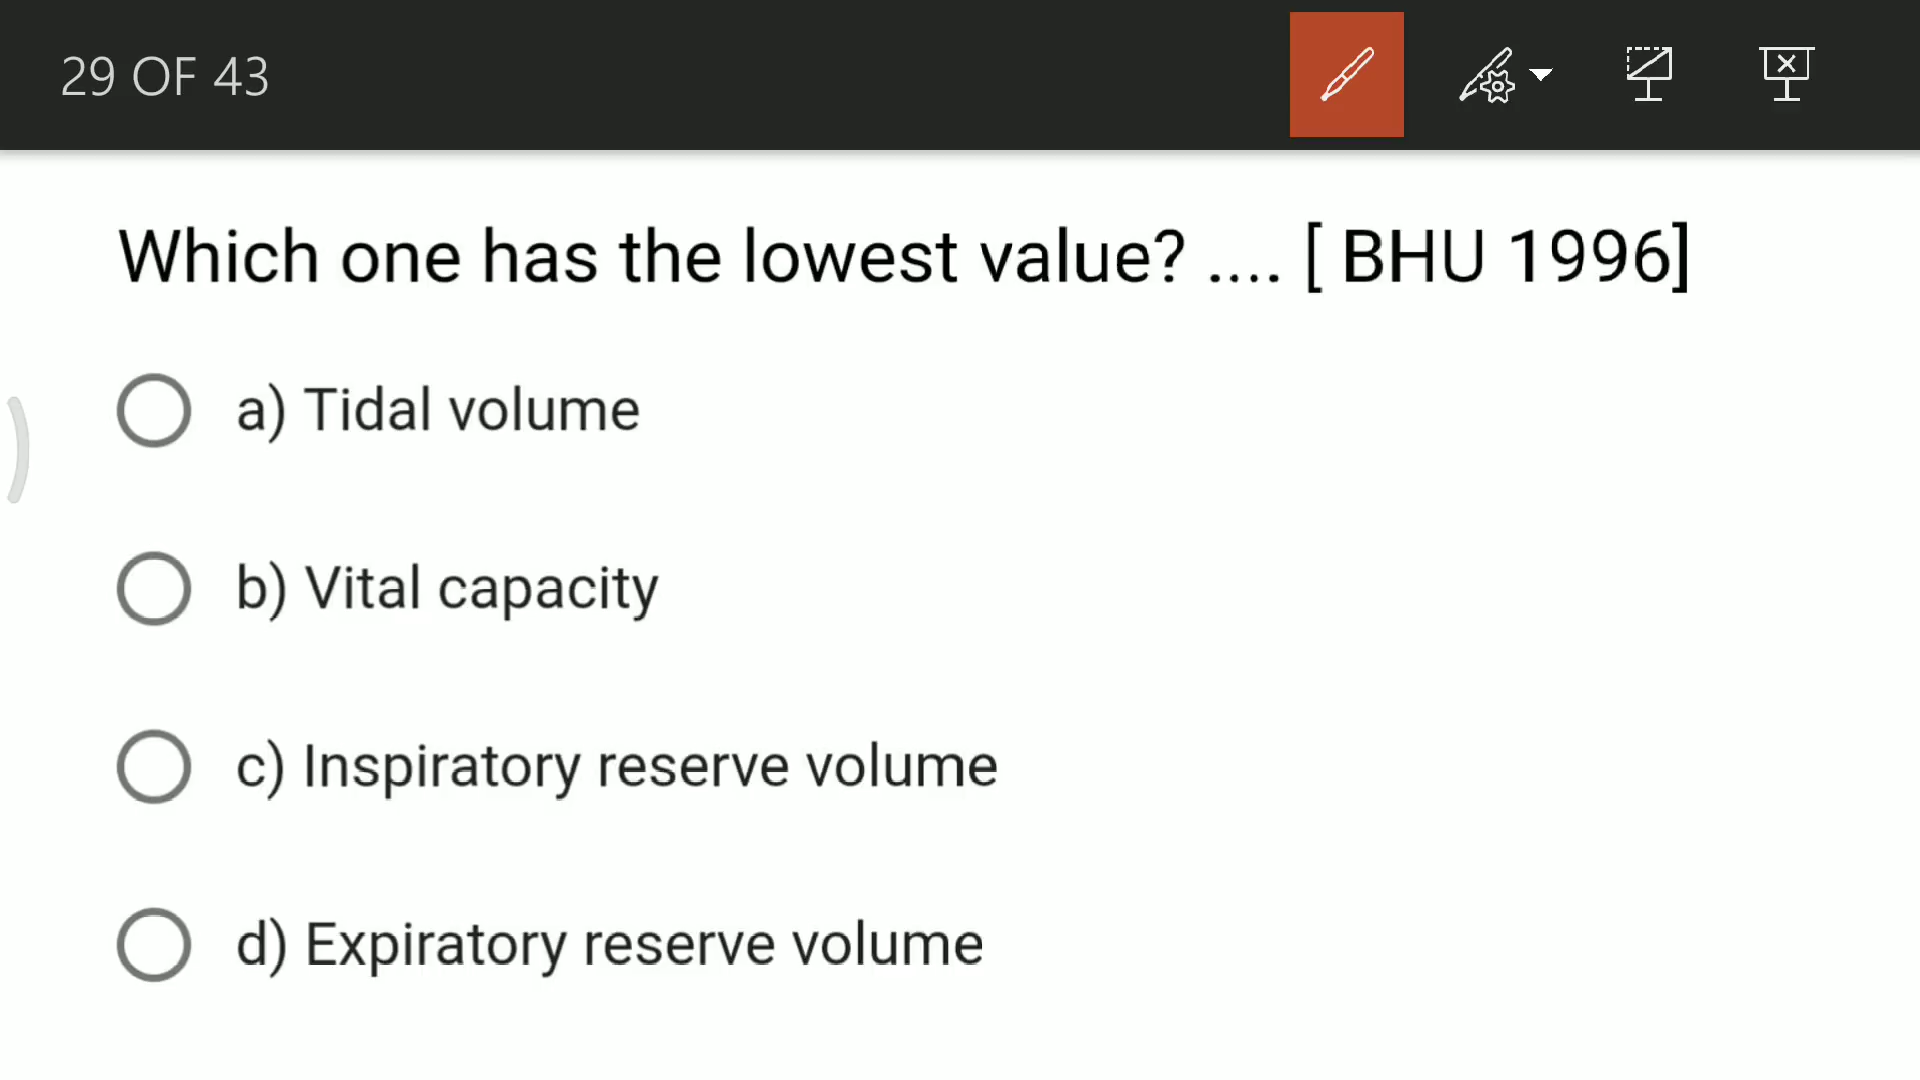 29 OF 43
Which one has the lowest value? .... [ BHU 1996]
a) Tidal volume
b) Vital capacity
c) Inspiratory reserve volume
d) Expiratory reserve volume